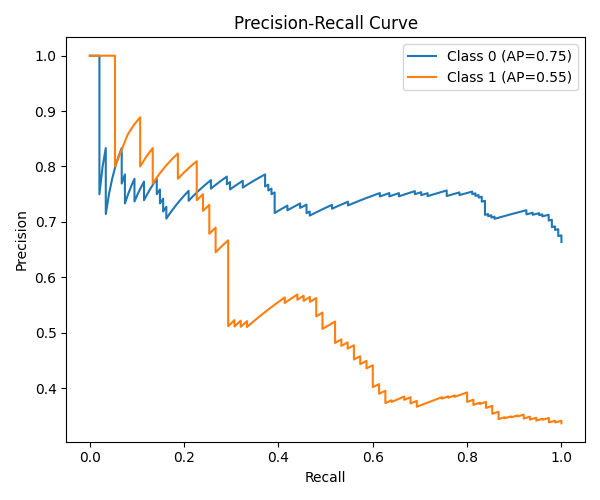 Precision-Recall Curve
Class 0 (AP=0.75)
Class 1 (AP=0.55)
Precision
1.0
0.9
0.8
0.7
0.6
0.5
0.4
0.0 0.2 0.4 0.6 0.8 1.0
Recall